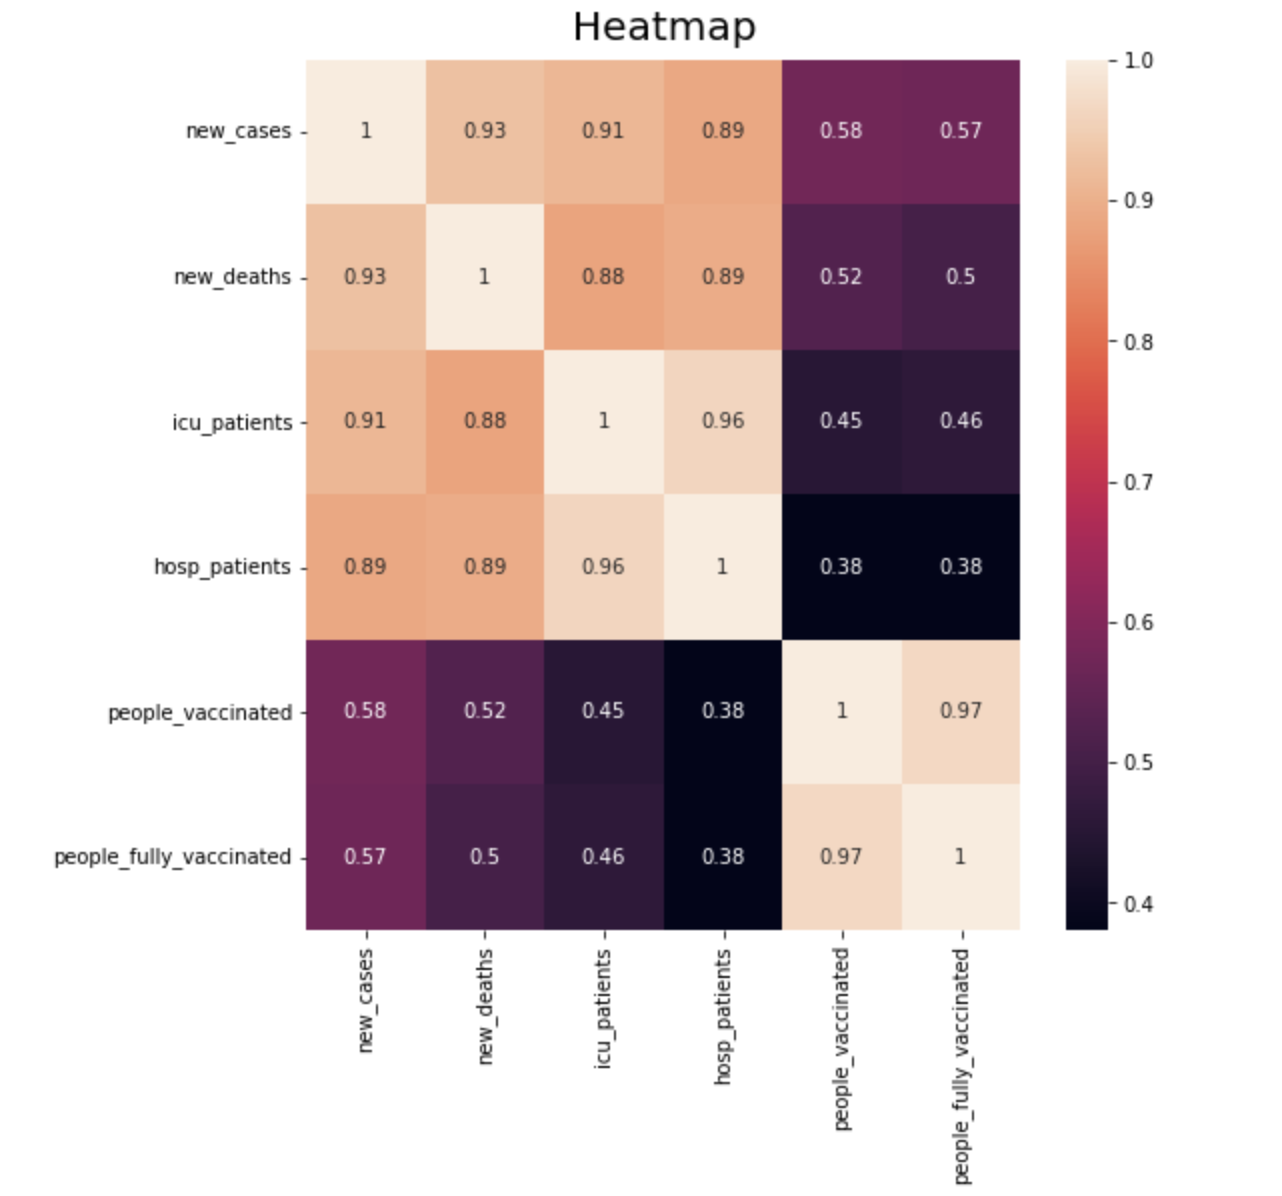 Heatmap
new_cases 1 0.93 0.91 0.89 0.58 0.57
new_deaths 0.93 1 0.88 0.89 0.52 0.5
icu_patients 0.91 0.88 1 0.96 0.45 0.46
hosp_patients 0.89 0.89 0.96 1 0.38 0.38
people_vaccinated 0.58 0.52 0.45 0.38 1 0.97
people_fully_vaccinated 0.57 0.5 0.46 0.38 0.97 1
new_cases
new_deaths
icu_patients
hosp_patients
people_vaccinated
people_fully_vaccinated
1.0
0.9
0.8
0.7
0.6
0.5
0.4